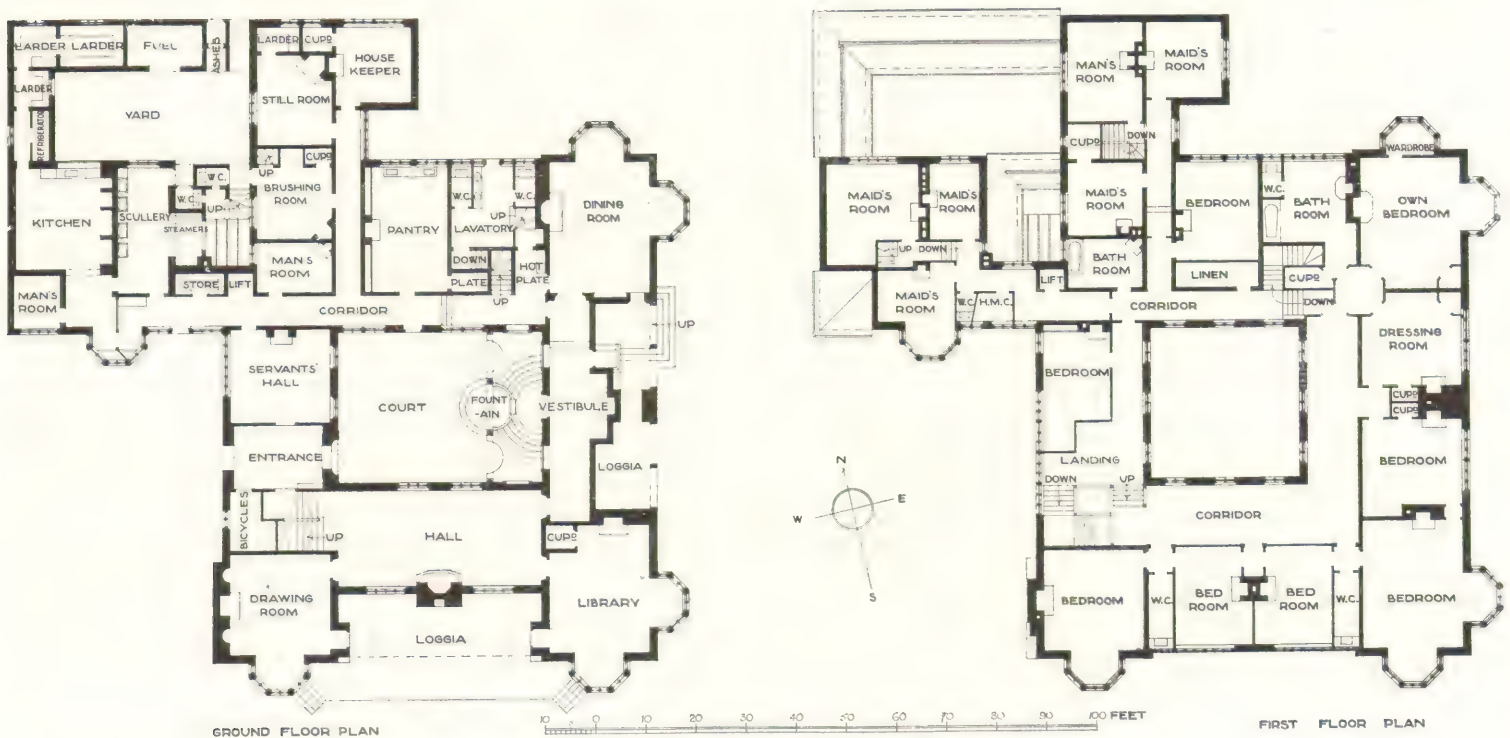 LARDER
LARDER
FUEL
ASHES
LARDER
CUPD
HOUSE
KEEPER
LARDER
STILL ROOM
YARD
REFRIGERATOR
W.C.
UP
CUPD
BRUSHING
ROOM
KITCHEN
SCULLERY
W.C.
UP
STEAMERS
MAN'S
ROOM
STORE
LIFT
MAN'S
ROOM
PANTRY
W.C.
W.C.
UP
LAVATORY
DOWN
PLATE
HOT
PLATE
UP
DINING
ROOM
CORRIDOR
UP
SERVANTS'
HALL
COURT
FOUNT
-AIN
VESTIBULE
ENTRANCE
LOGGIA
BICYCLES
UP
HALL
CUPD
DRAWING
ROOM
LOGGIA
LIBRARY
GROUND FLOOR PLAN
MAN'S
ROOM
MAID'S
ROOM
CUPD
DOWN
MAID'S
ROOM
MAID'S
ROOM
MAID'S
ROOM
UP
DOWN
BATH
ROOM
MAID'S
ROOM
W.C.
H.M.C.
LIFT
BEDROOM
W.C.
BATH
ROOM
WARDROBE
OWN
BEDROOM
LINEN
CUPD
DOWN
CORRIDOR
DRESSING
ROOM
CUPD
CUPD
BEDROOM
BEDROOM
LANDING
DOWN
UP
CORRIDOR
BEDROOM
W.C.
BED
ROOM
BED
ROOM
W.C.
BEDROOM
N
W
E
S
10 0 10 20 30 40 50 60 70 80 90 100 FEET
FIRST FLOOR PLAN